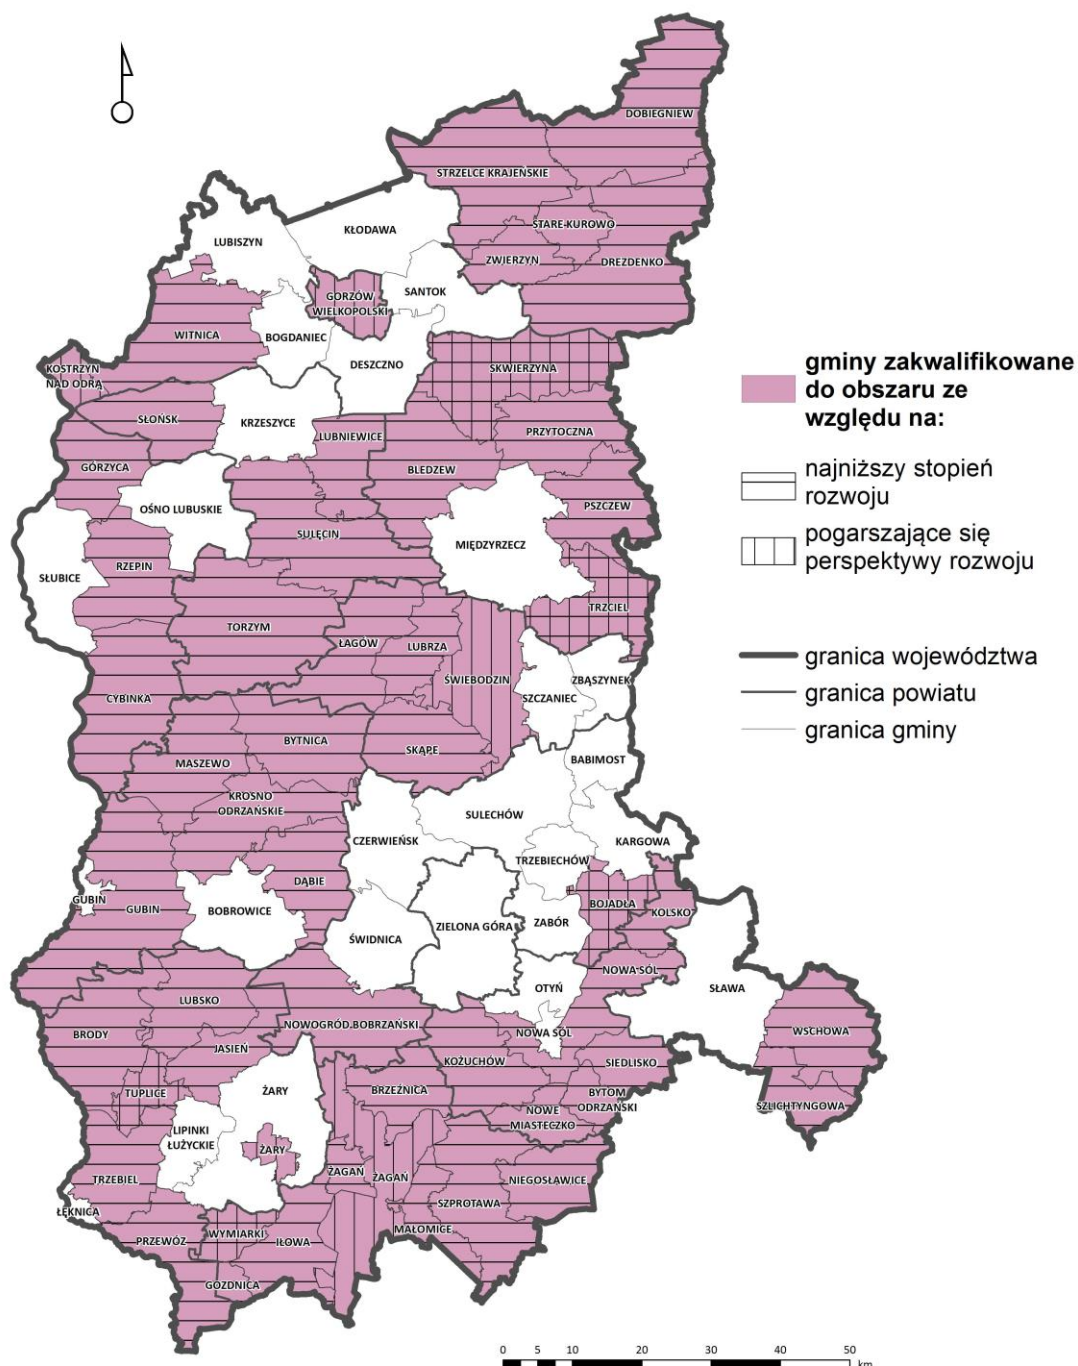 DOBIEGNIEW
STRZELCE KRAJEŃSKIE
KŁODAWA
STARE KUROWO
LUBISZYN
ZWIERZYN
DREZDENKO
SANTOK
GORZÓW
WIELKOPOLSKI
WITNICA
BOGDANIEC
DESZCZNO
SKWIERZYNA
KOSTRZYN
NAD ODRĄ
SŁOŃSK
KRZESZYCE
LUBNIEWICE
PRZYTOCZNA
GÓRZYCA
BLEDZEW
OŚNO LUBUSKIE
PSZCZEW
SULĘCIN
MIĘDZYRZECZ
RZEPIN
SŁUBICE
TRZCIEL
TORZYM
ŁAGÓW
LUBRZA
ŚWIEBODZIN
ZBĄSZYNEK
SZCZANIEC
CYBINKA
BYTNICA
SKĄPE
BABIMOST
MASZEWO
KROSNO
ODRZAŃSKIE
SULECHÓW
CZERWIEŃSK
KARGOWA
TRZEBIECHÓW
DĄBIE
GUBIN
GUBIN
BOBROWICE
BOJADŁA
KOLSKO
ZABÓR
ZIELONA GÓRA
ŚWIDNICA
NOWA SÓL
OTYŃ
SŁAWA
LUBSKO
NOWOGRÓD BOBRZAŃSKI
WSCHOWA
BRODY
NOWA SÓL
JASIEŃ
KOŻUCHÓW
SIEDLISKO
ŻARY
BRZEŹNICA
TUPLICE
BYTOM
ODRZAŃSKI
SZLICHTYNGOWA
NOWE
MIASTECZKO
LIPINKI
ŁUŻYCKIE
ŻARY
ŻAGAŃ
ŻAGAŃ
TRZEBIEL
NIEGOSŁAWICE
SZPROTAWA
ŁĘKNICA
MAŁOMICE
WYMIARKI
PRZEWÓZ
IŁOWA
GOZDNICA
gminy zakwalifikowane
do obszaru ze
względu na:
najniższy stopień
rozwoju
pogarszające się
perspektywy rozwoju
granica województwa
granica powiatu
granica gminy
0 5 10 20 30 40 50
km